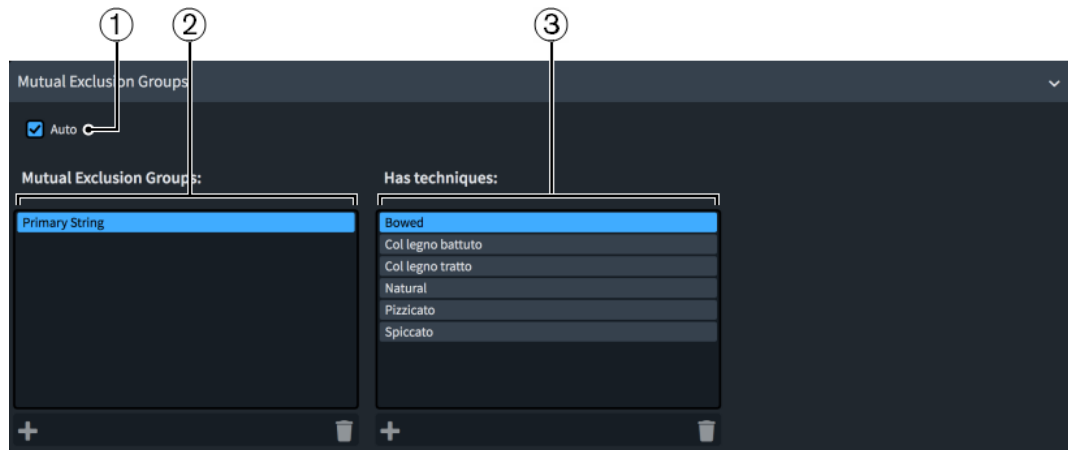 ① ② ③
Mutual Exclusion Groups
Auto
Mutual Exclusion Groups: Has techniques:
Primary String
Bowed
Col legno battuto
Col legno tratto
Natural
Pizzicato
Spiccato